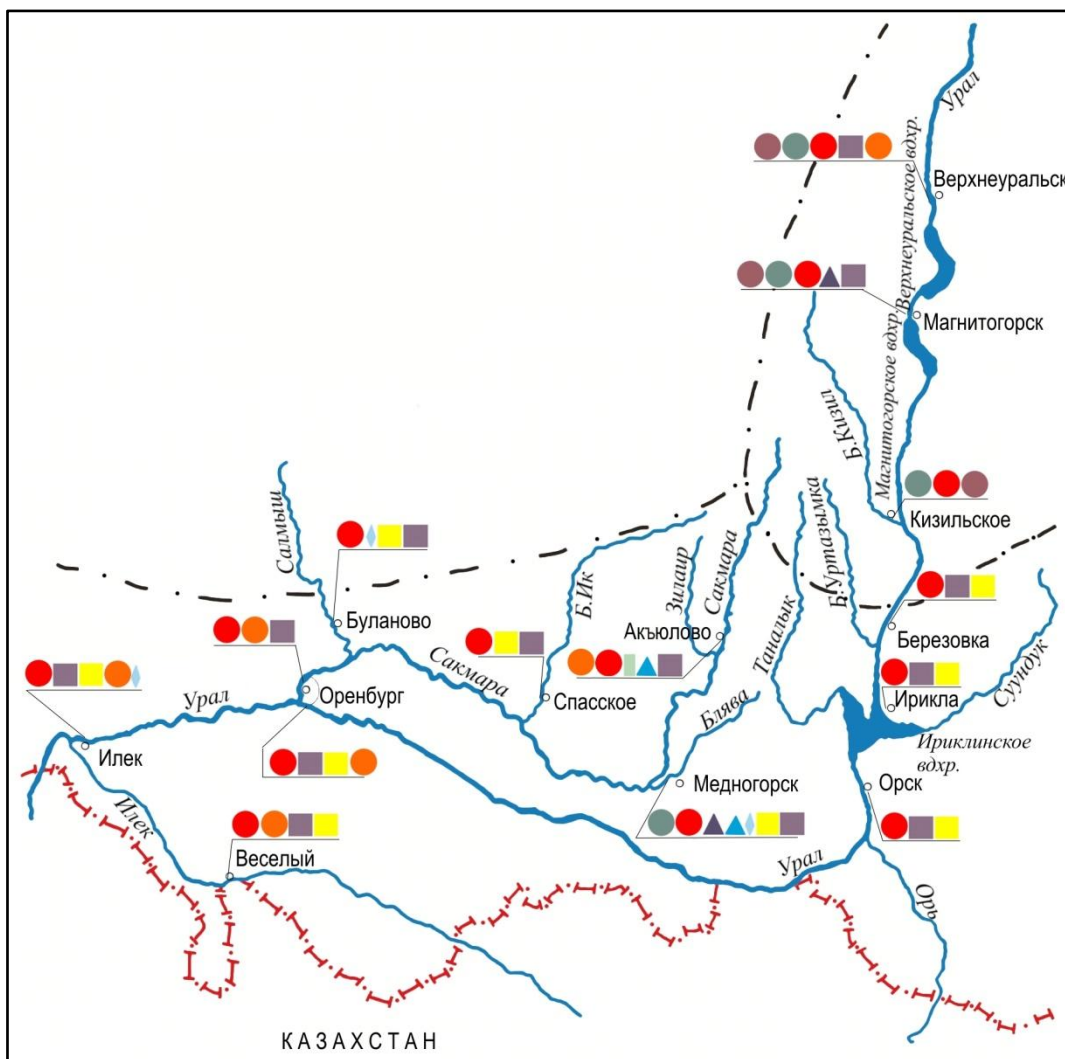 Урал
Верхнеуральское вдхр.
Верхнеуральск
Магнитогорск
Магнитогорское вдхр.
Б.Кизил
Кизильское
Салмыш
Буланово
Б.Ик
Зилаир
Сакмара
Акъюлово
Таналык
Б.Уртазымка
Березовка
Ирикла
Суундук
Ириклинское
вдхр.
Сакмара
Спасское
Блява
Урал
Оренбург
Илек
Медногорск
Орск
Илек
Веселый
Урал
Орь
КАЗАХСТАН